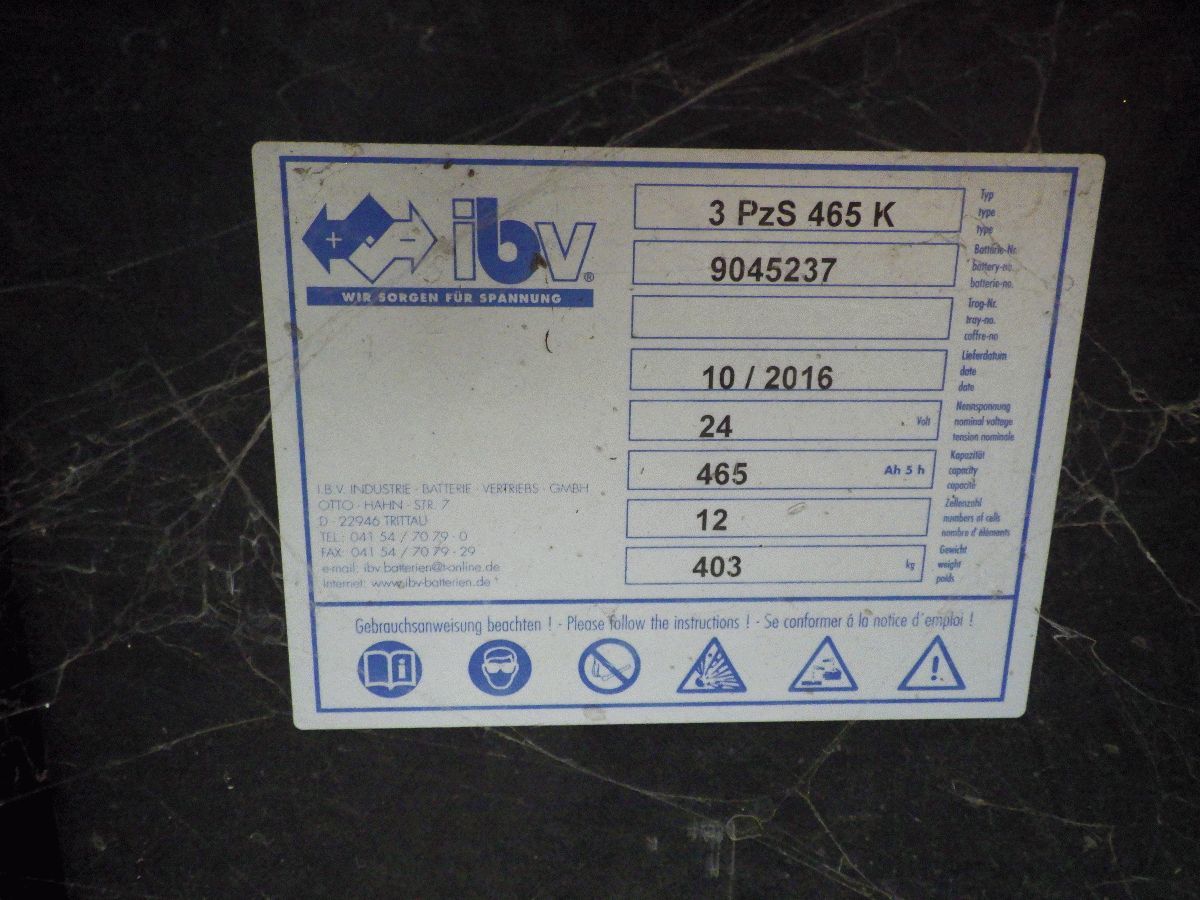 ibv®
WIR SORGEN FÜR SPANNUNG
I.B.V. INDUSTRIE - BATTERIE - VERTRIEBS - GMBH
OTTO - HAHN - STR. 7
D - 22946 TRITTAU
TEL.: 041 54 / 70 79 - 0
FAX: 041 54 / 70 79 - 29
e-mail: ibv.batterien@t-online.de
Internet: www.ibv-batterien.de
3 PzS 465 K
Typ
type
type
9045237
Batterie-Nr.
battery-no.
batterie-no.
Trog-Nr.
tray-no.
coffre-no
10 / 2016
Lieferdatum
date
date
24 Volt
Nennspannung
nominal voltage
tension nominale
465 Ah 5 h
Kapazität
capacity
capacité
12
Zellenzahl
numbers of cells
nombre d'éléments
403 kg
Gewicht
weight
poids
Gebrauchsanweisung beachten ! - Please follow the instructions ! - Se conformer á la notice d'emploi !